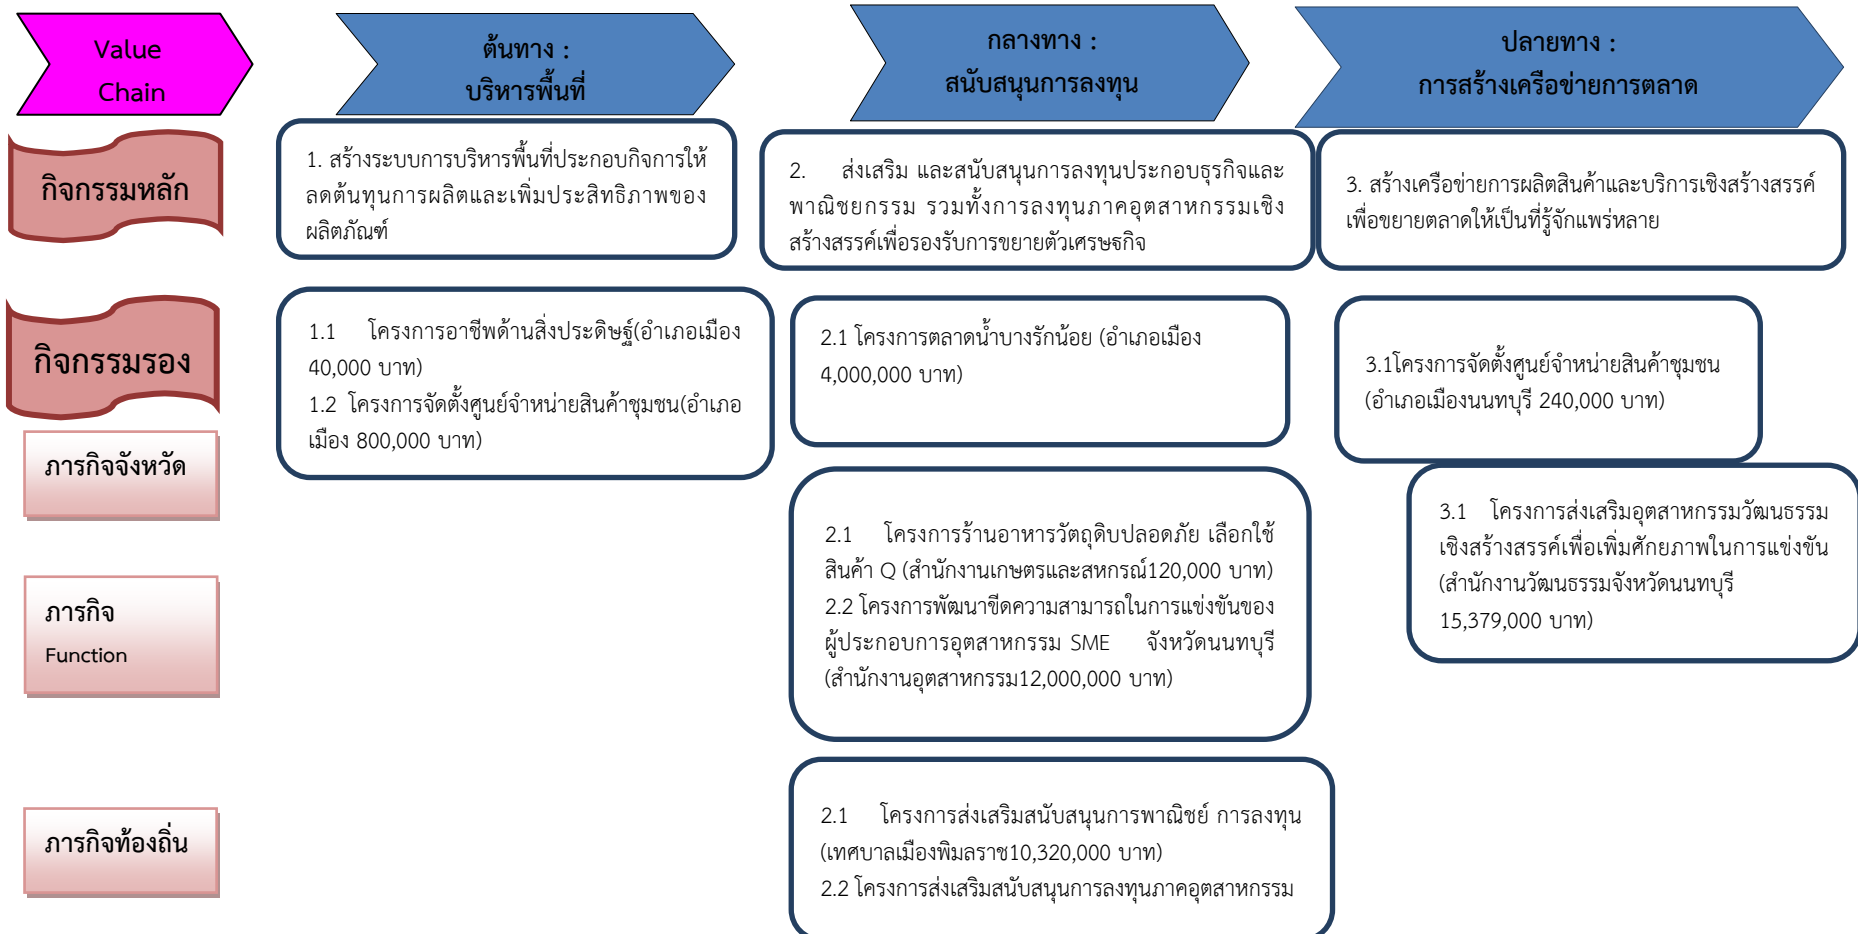 Value
Chain
ต้นทาง :
บริหารพื้นที่
กลางทาง :
สนับสนุนการลงทุน
ปลายทาง :
การสร้างเครือข่ายการตลาด
กิจกรรมหลัก
1. สร้างระบบการบริหารพื้นที่ประกอบกิจการให้
ลดต้นทุนการผลิตและเพิ่มประสิทธิภาพของ
ผลิตภัณฑ์
2. ส่งเสริม และสนับสนุนการลงทุนประกอบธุรกิจและ
พาณิชยกรรม รวมทั้งการลงทุนภาคอุตสาหกรรมเชิง
สร้างสรรค์เพื่อรองรับการขยายตัวเศรษฐกิจ
3. สร้างเครือข่ายการผลิตสินค้าและบริการเชิงสร้างสรรค์
เพื่อขยายตลาดให้เป็นที่รู้จักแพร่หลาย
กิจกรรมรอง
ภารกิจจังหวัด
1.1 โครงการอาชีพด้านสิ่งประดิษฐ์(อำเภอเมือง
40,000 บาท)
1.2 โครงการจัดตั้งศูนย์จำหน่ายสินค้าชุมชน(อำเภอ
เมือง 800,000 บาท)
2.1 โครงการตลาดน้ำบางรักน้อย (อำเภอเมือง
4,000,000 บาท)
3.1โครงการจัดตั้งศูนย์จำหน่ายสินค้าชุมชน
(อำเภอเมืองนนทบุรี 240,000 บาท)
ภารกิจ
Function
2.1 โครงการร้านอาหารวัตถุดิบปลอดภัย เลือกใช้
สินค้า Q (สำนักงานเกษตรและสหกรณ์120,000 บาท)
2.2 โครงการพัฒนาขีดความสามารถในการแข่งขันของ
ผู้ประกอบการอุตสาหกรรม SME จังหวัดนนทบุรี
(สำนักงานอุตสาหกรรม12,000,000 บาท)
3.1 โครงการส่งเสริมอุตสาหกรรมวัฒนธรรม
เชิงสร้างสรรค์เพื่อเพิ่มศักยภาพในการแข่งขัน
(สำนักงานวัฒนธรรมจังหวัดนนทบุรี
15,379,000 บาท)
ภารกิจท้องถิ่น
2.1 โครงการส่งเสริมสนับสนุนการพาณิชย์ การลงทุน
(เทศบาลเมืองพิมลราช10,320,000 บาท)
2.2 โครงการส่งเสริมสนับสนุนการลงทุนภาคอุตสาหกรรม